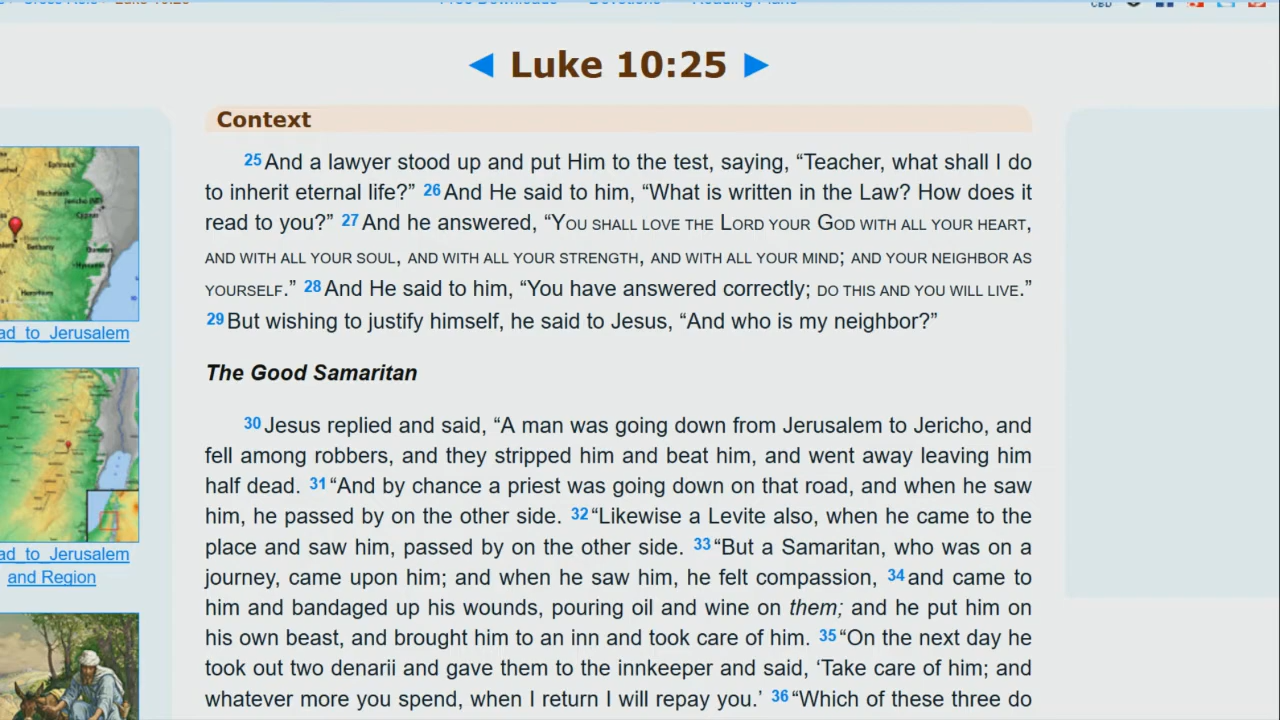 Luke 10:25
Free Downloads Devotions Reading Plans
◀ Luke 10:25 ▶
Context
25 And a lawyer stood up and put Him to the test, saying, “Teacher, what shall I do
to inherit eternal life?” 26 And He said to him, “What is written in the Law? How does it
read to you?” 27 And he answered, “You shall love the Lord your God with all your heart,
and with all your soul, and with all your strength, and with all your mind; and your neighbor as
yourself.” 28 And He said to him, “You have answered correctly; do this and you will live.”
29 But wishing to justify himself, he said to Jesus, “And who is my neighbor?”
The Good Samaritan
30 Jesus replied and said, “A man was going down from Jerusalem to Jericho, and
fell among robbers, and they stripped him and beat him, and went away leaving him
half dead. 31 “And by chance a priest was going down on that road, and when he saw
him, he passed by on the other side. 32 “Likewise a Levite also, when he came to the
place and saw him, passed by on the other side. 33 “But a Samaritan, who was on a
journey, came upon him; and when he saw him, he felt compassion, 34 and came to
him and bandaged up his wounds, pouring oil and wine on them; and he put him on
his own beast, and brought him to an inn and took care of him. 35 “On the next day he
took out two denarii and gave them to the innkeeper and said, ‘Take care of him; and
whatever more you spend, when I return I will repay you.’ 36 “Which of these three do
ad_to_Jerusalem
ad_to_Jerusalem
and Region